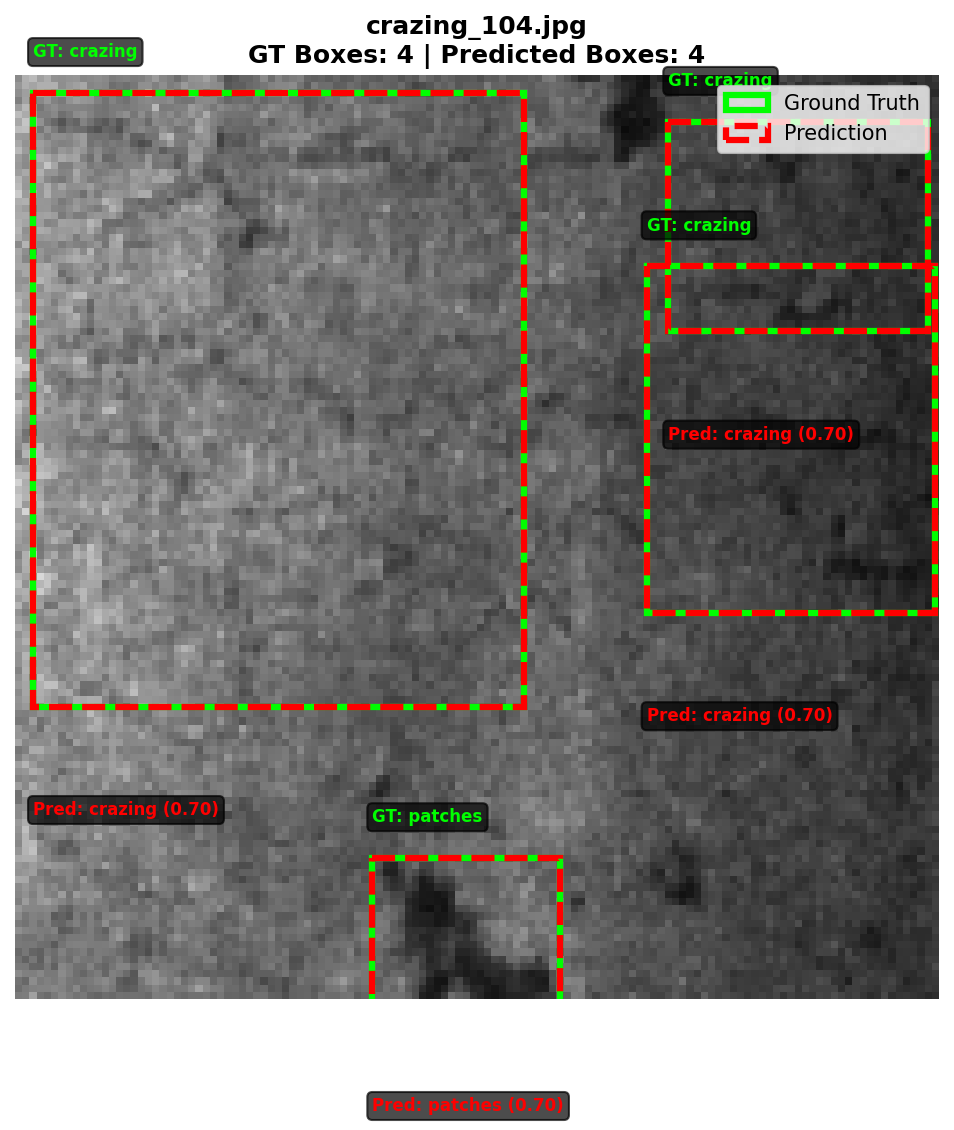 crazing_104.jpg
GT Boxes: 4 | Predicted Boxes: 4
GT: crazing
GT: crazing
Ground Truth
Prediction
GT: crazing
Pred: crazing (0.70)
Pred: crazing (0.70)
Pred: crazing (0.70)
GT: patches
Pred: patches (0.70)